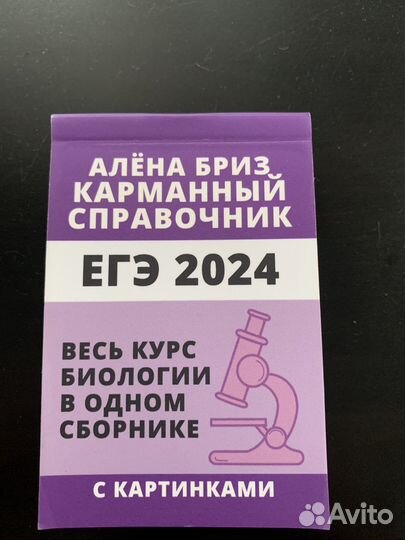 АЛЁНА БРИЗ
КАРМАННЫЙ
СПРАВОЧНИК
ЕГЭ 2024
ВЕСЬ КУРС
БИОЛОГИИ
В ОДНОМ
СБОРНИКЕ
С КАРТИНКАМИ
Avito